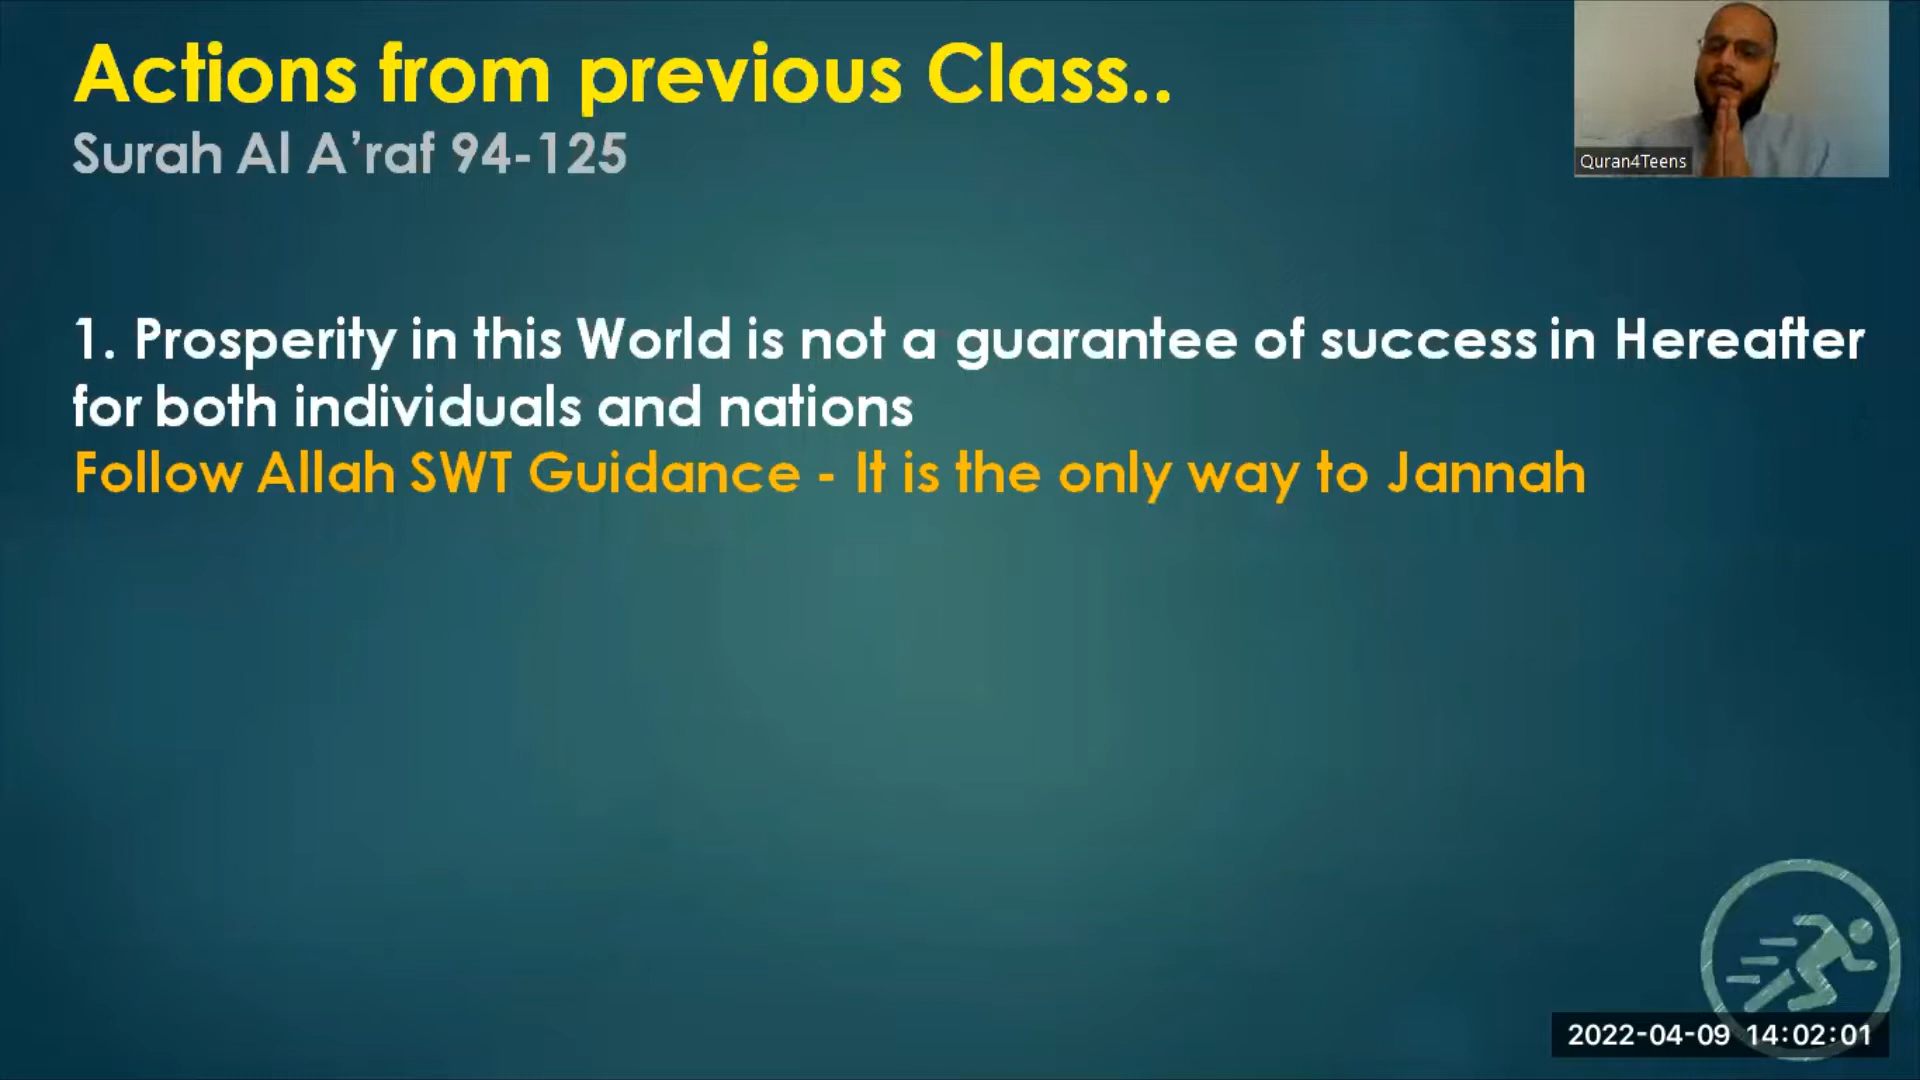 Actions from previous Class..
Surah Al A’raf 94-125
Quran4Teens
1. Prosperity in this World is not a guarantee of success in Hereafter
for both individuals and nations
Follow Allah SWT Guidance - It is the only way to Jannah
2022-04-09 14:02:01